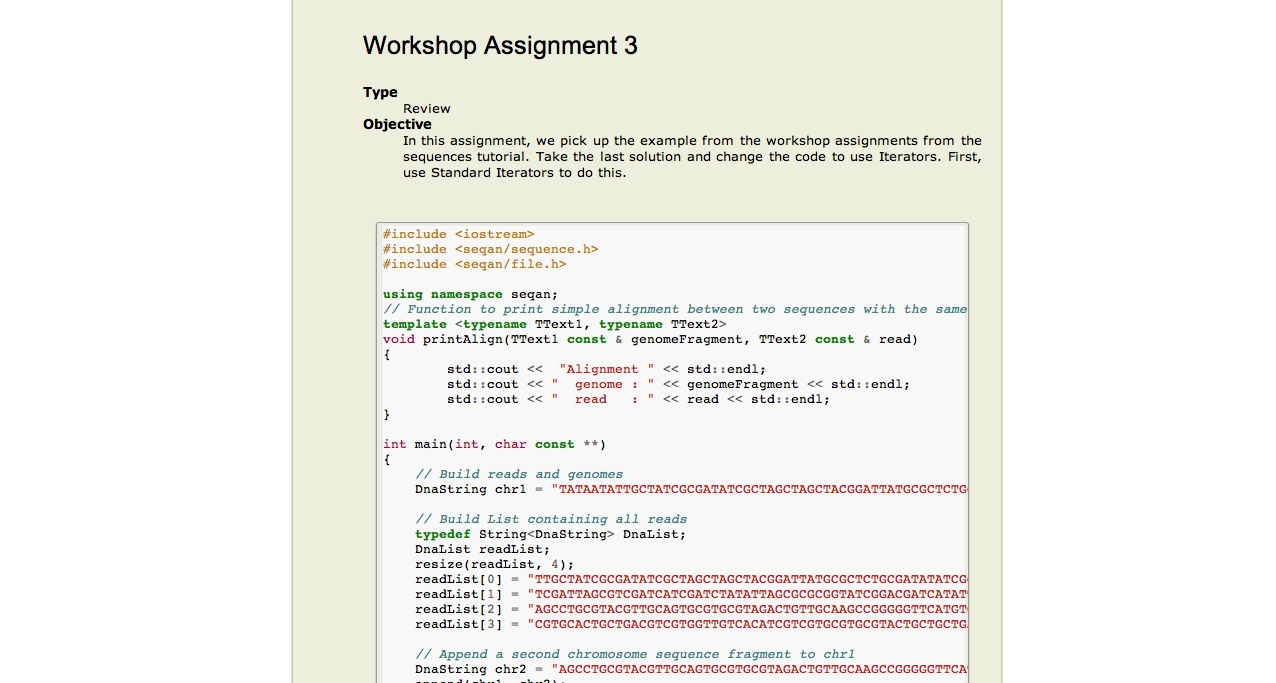 Workshop Assignment 3
Type
Review
Objective
In this assignment, we pick up the example from the workshop assignments from the
sequences tutorial. Take the last solution and change the code to use Iterators. First,
use Standard Iterators to do this.
#include <iostream>
#include <seqan/sequence.h>
#include <seqan/file.h>
using namespace seqan;
// Function to print simple alignment between two sequences with the same
template <typename TText1, typename TText2>
void printAlign(TText1 const & genomeFragment, TText2 const & read)
{
std::cout << "Alignment " << std::endl;
std::cout << " genome : " << genomeFragment << std::endl;
std::cout << " read : " << read << std::endl;
}
int main(int, char const **)
{
// Build reads and genomes
DnaString chr1 = "TATAATATTGCTATCGCGATATCGCTAGCTAGCTACGGATTATGCGCTCTG
// Build List containing all reads
typedef String<DnaString> DnaList;
DnaList readList;
resize(readList, 4);
readList[0] = "TTGCTATCGCGATATCGCTAGCTAGCTACGGATTATGCGCTCTGCGATATATCG
readList[1] = "TCGATTAGCGTCGATCATCGATCTATATTAGCGCGCGGTATCGGACGATCATAT
readList[2] = "AGCCTGCGTACGTTGCAGTGCGTGCGTAGACTGTTGCAAGCCGGGGGTTCATGT
readList[3] = "CGTGCACTGCTGACGTCGTGGTTGTCACATCGTCGTGCGTGCGTACTGCTGCTG
// Append a second chromosome sequence fragment to chr1
DnaString chr2 = "AGCCTGCGTACGTTGCAGTGCGTGCGTAGACTGTTGCAAGCCGGGGGTTCA
append(chr1, chr2);